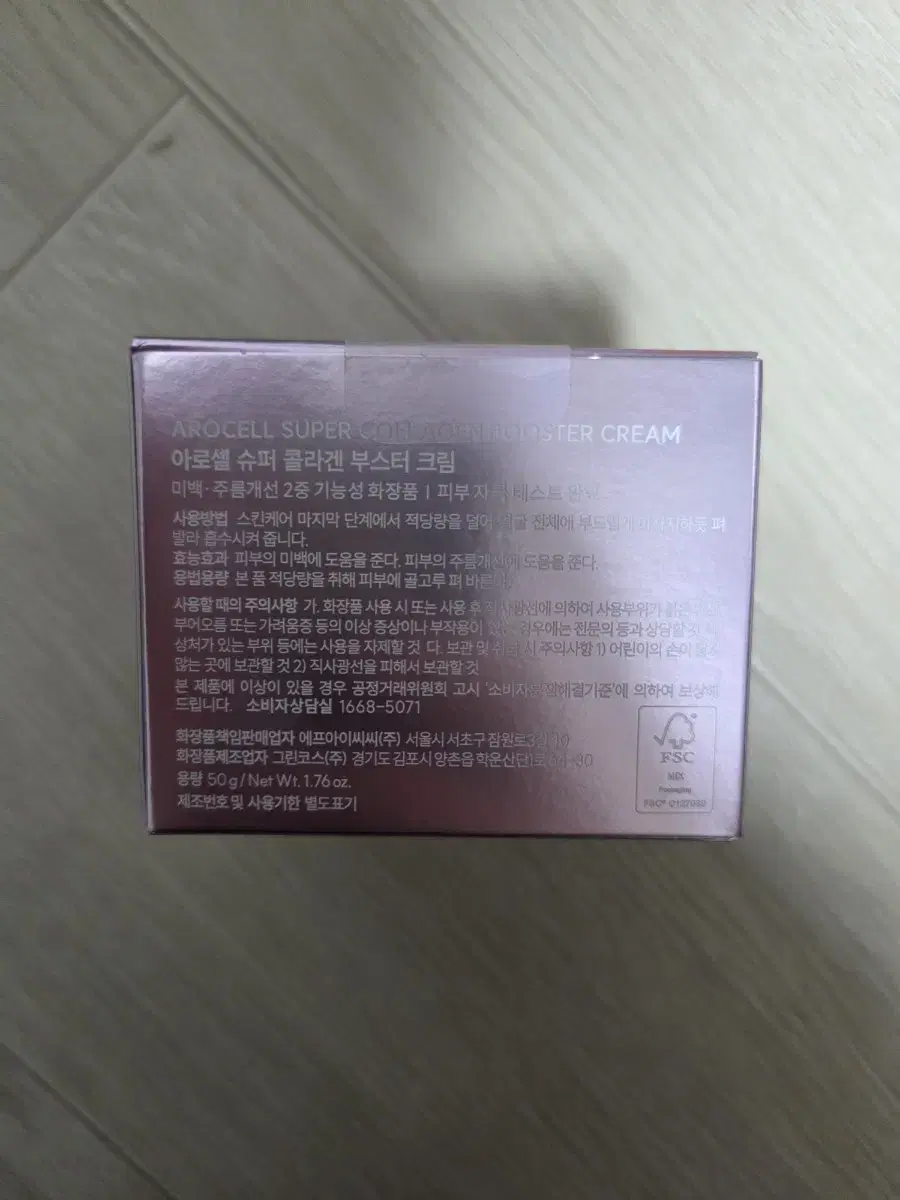 AROCELL SUPER COLLAGEN BOOSTER CREAM
아로셀 슈퍼 콜라겐 부스터 크림
미백·주름개선 2중 기능성 화장품 | 피부 자극 테스트 완료
사용방법 스킨케어 마지막 단계에서 적당량을 덜어 얼굴 전체에 부드럽게 마사지하듯 펴
발라 흡수시켜 줍니다.
효능효과 피부의 미백에 도움을 준다. 피부의 주름개선에 도움을 준다.
용법용량 본 품 적당량을 취해 피부에 골고루 펴 바른다.
사용할 때의 주의사항 가. 화장품 사용 시 또는 사용 후 직사광선에 의하여 사용부위가
부어오름 또는 가려움증 등의 이상 증상이나 부작용이 있는 경우에는 전문의 등과 상담할 것
상처가 있는 부위 등에는 사용을 자제할 것 다. 보관 및 취급 시 주의사항 1) 어린이의 손이 닿지
않는 곳에 보관할 것 2) 직사광선을 피해서 보관할 것
본 제품에 이상이 있을 경우 공정거래위원회 고시 '소비자분쟁해결기준'에 의하여 보상해
드립니다. 소비자상담실 1668-5071
화장품책임판매업자 에프아이씨씨(주) 서울시 서초구 잠원로3길
화장품제조업자 그린코스(주) 경기도 김포시 양촌읍 학운산단1로
용량 50g/Net Wt. 1.76 oz.
제조번호 및 사용기한 별도표기
FSC
MIX
Packaging